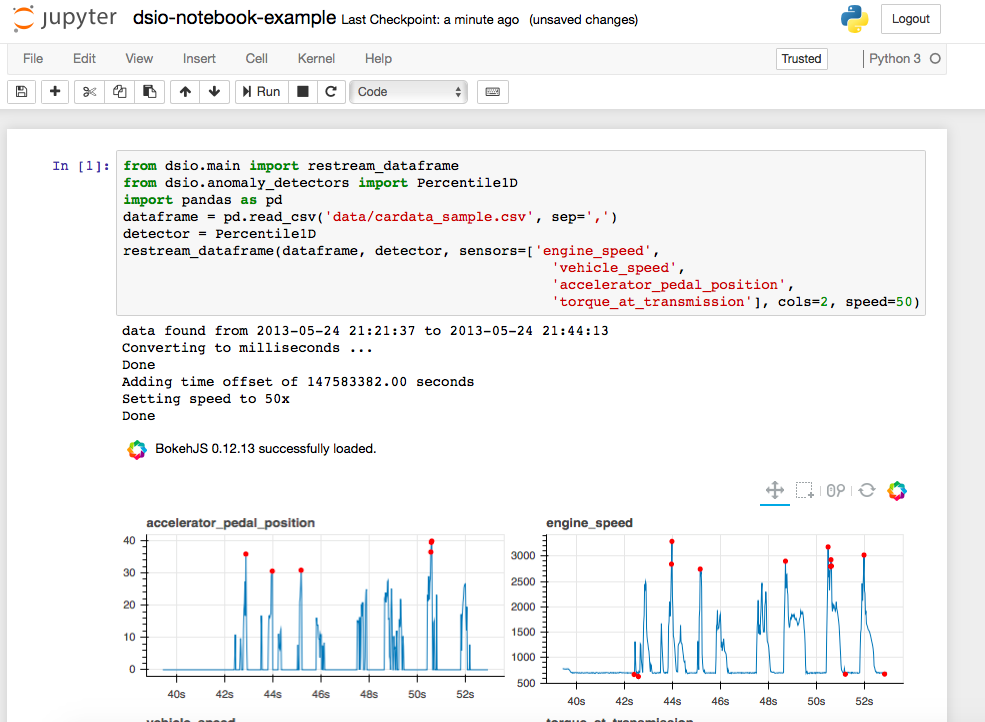 jupyter dsio-notebook-example Last Checkpoint: a minute ago (unsaved changes) Logout
File Edit View Insert Cell Kernel Help Trusted Python 3
Run Code
In [1]: from dsio.main import restream_dataframe
from dsio.anomaly_detectors import Percentile1D
import pandas as pd
dataframe = pd.read_csv('data/cardata_sample.csv', sep=',')
detector = Percentile1D
restream_dataframe(dataframe, detector, sensors=['engine_speed',
'vehicle_speed',
'accelerator_pedal_position',
'torque_at_transmission'], cols=2, speed=50)
data found from 2013-05-24 21:21:37 to 2013-05-24 21:44:13
Converting to milliseconds ...
Done
Adding time offset of 147583382.00 seconds
Setting speed to 50x
Done
BokehJS 0.12.13 successfully loaded.
accelerator_pedal_position
40
30
20
10
0
40s 42s 44s 46s 48s 50s 52s
engine_speed
3000
2500
2000
1500
1000
500
40s 42s 44s 46s 48s 50s 52s
vehicle_speed torque_at_transmission